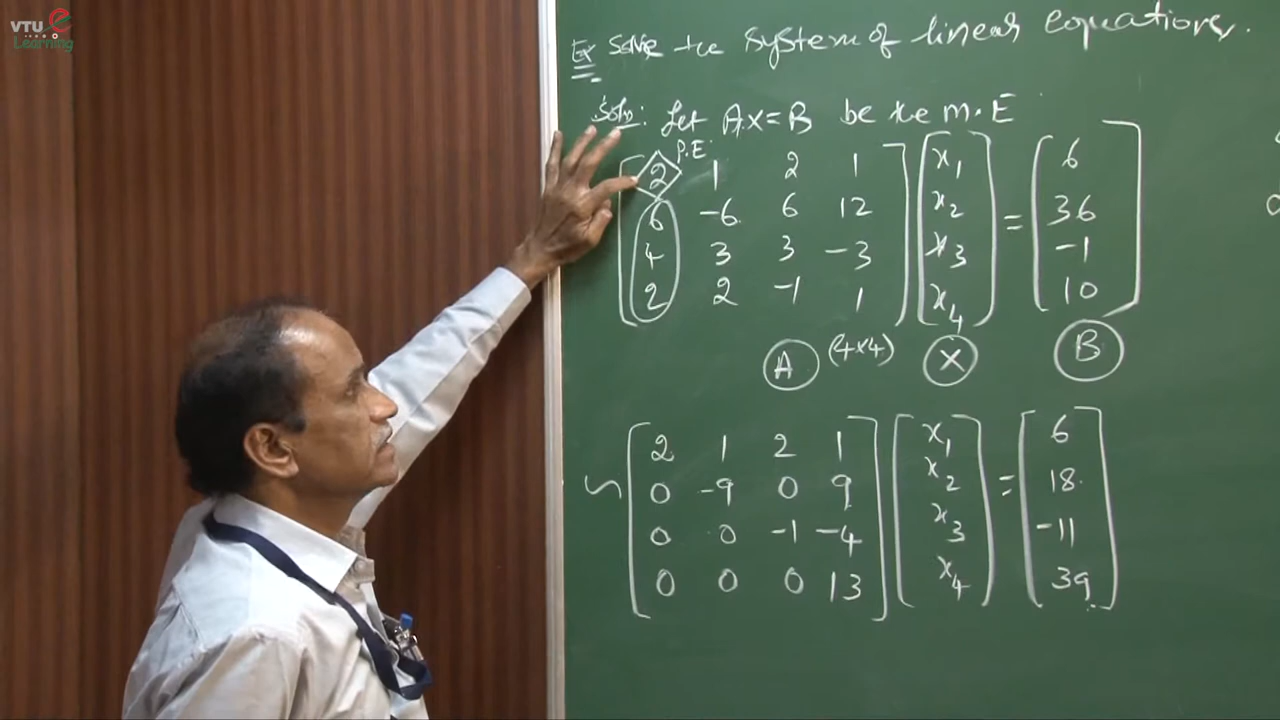 VTU e
Learning
Ex Solve the system of linear equations.
Soln: Let AX=B be the M.E
P.E
2 1 2 1 x1 6
6 -6 6 12 x2 = 36
4 3 3 -3 x3 -1
2 2 -1 1 x4 10
A (4x4) X B
2 1 2 1 x1 6
~ 0 -9 0 9 x2 = 18
0 0 -1 -4 x3 -11
0 0 0 13 x4 39